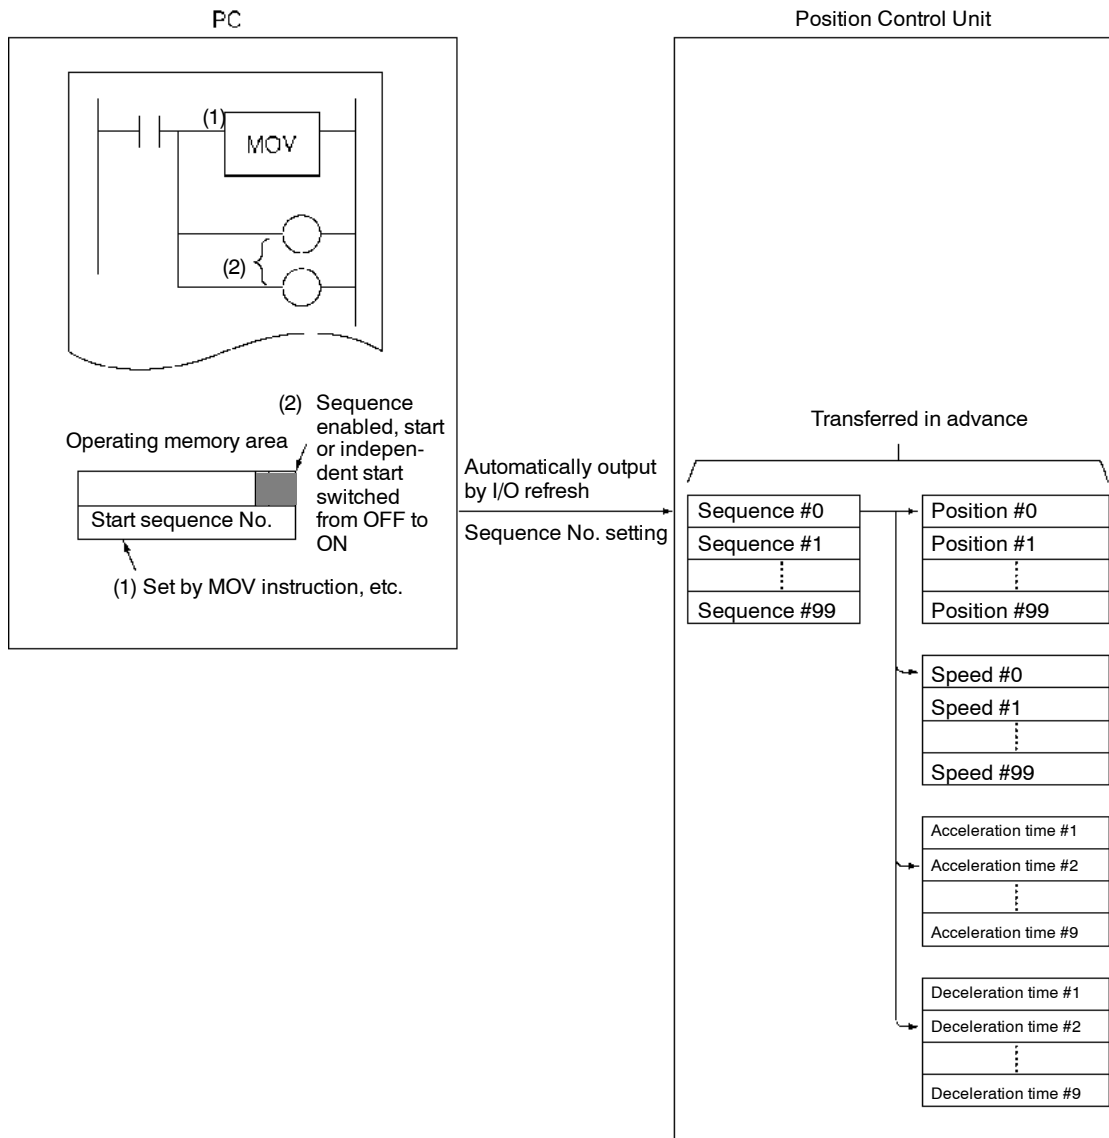 PC
(1)
MOV
(2)
(2) Sequence
enabled, start
or indepen-
dent start
switched
from OFF to
ON
Operating memory area
Start sequence No.
(1) Set by MOV instruction, etc.
Automatically output
by I/O refresh
Sequence No. setting
Position Control Unit
Transferred in advance
Sequence #0
Sequence #1
Sequence #99
Position #0
Position #1
Position #99
Speed #0
Speed #1
Speed #99
Acceleration time #1
Acceleration time #2
Acceleration time #9
Deceleration time #1
Deceleration time #2
Deceleration time #9